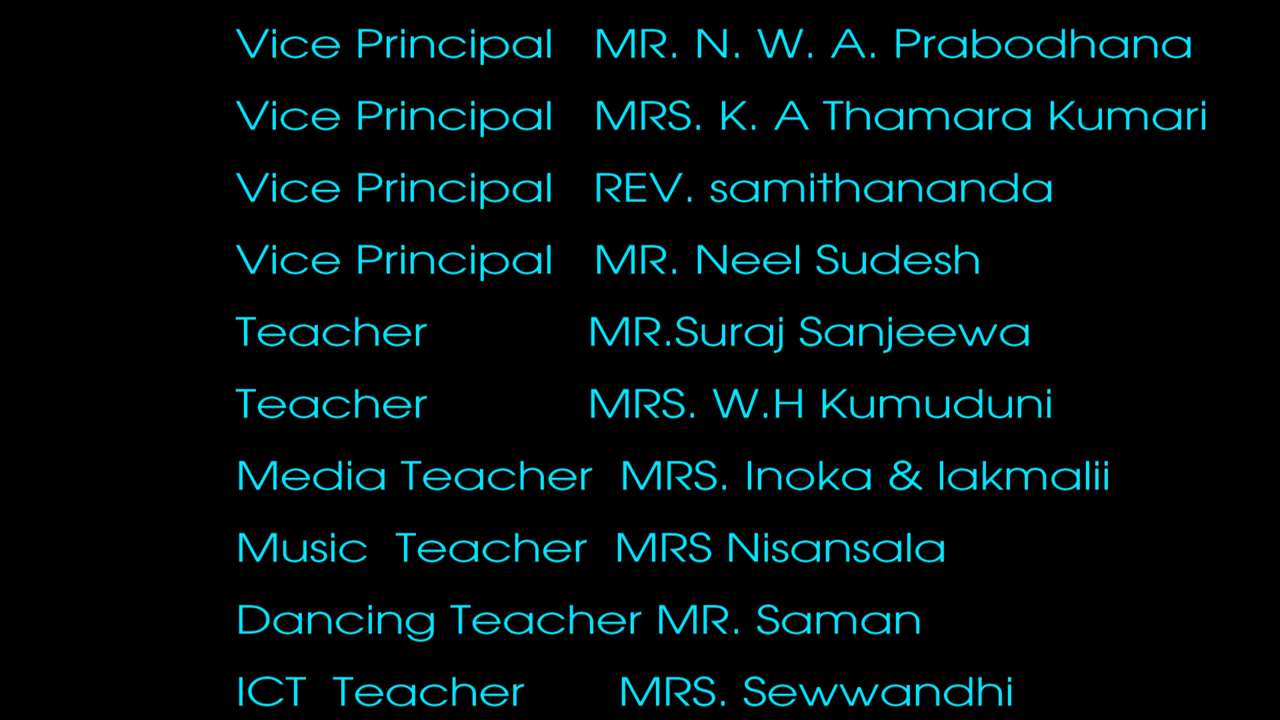 Vice Principal MR. N. W. A. Prabodhana
Vice Principal MRS. K. A Thamara Kumari
Vice Principal REV. samithananda
Vice Principal MR. Neel Sudesh
Teacher MR.Suraj Sanjeewa
Teacher MRS. W.H Kumuduni
Media Teacher MRS. Inoka & lakmalii
Music Teacher MRS Nisansala
Dancing Teacher MR. Saman
ICT Teacher MRS. Sewwandhi